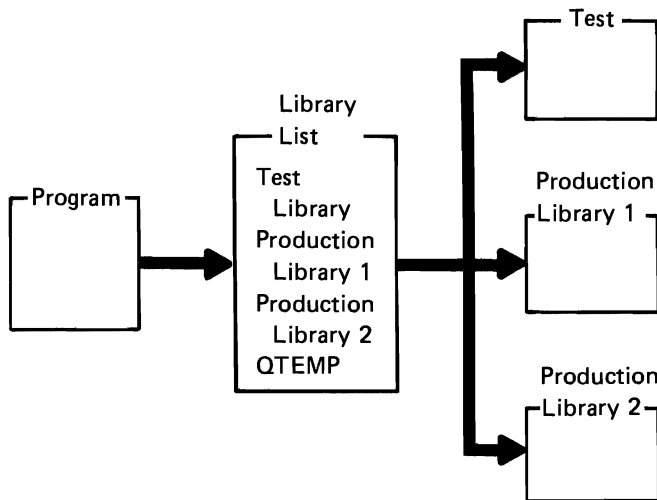 Program
Library
List
Test
Library
Production
Library 1
Production
Library 2
QTEMP
Test
Production
Library 1
Production
Library 2